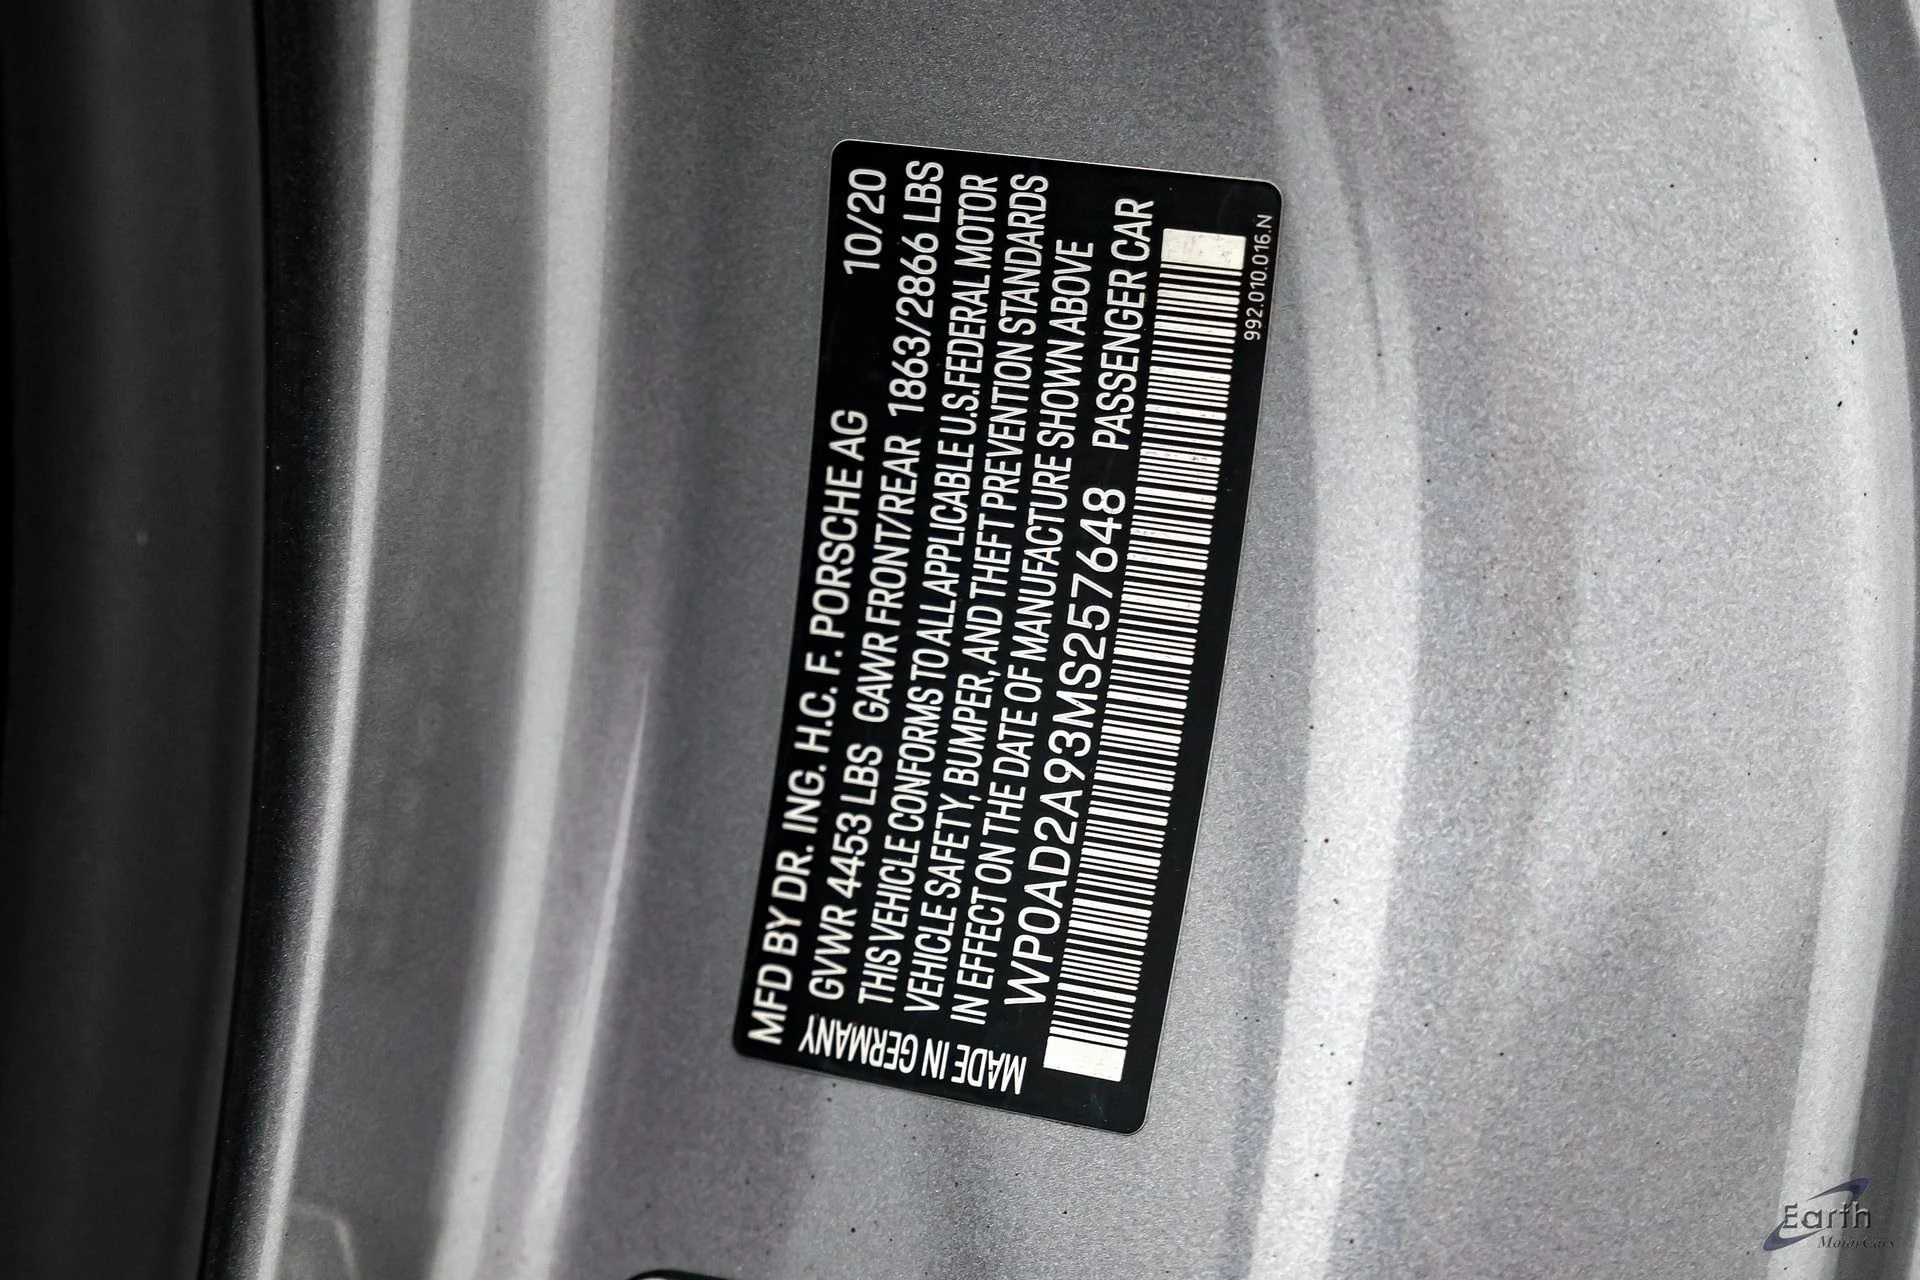 MFD BY DR. ING. H.C. F. PORSCHE AG 10/20
GVWR 4453 LBS GAWR FRONT/REAR 1863/2866 LBS
THIS VEHICLE CONFORMS TO ALL APPLICABLE U.S. FEDERAL MOTOR
VEHICLE SAFETY, BUMPER, AND THEFT PREVENTION STANDARDS
IN EFFECT ON THE DATE OF MANUFACTURE SHOWN ABOVE
WP0AD2A93MS257648 PASSENGER CAR
MADE IN GERMANY
992.010.016.N
Earth
MotorCars